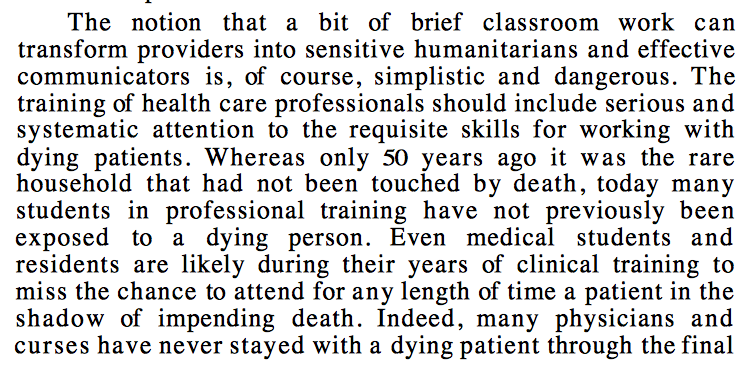 The notion that a bit of brief classroom work can
transform providers into sensitive humanitarians and effective
communicators is, of course, simplistic and dangerous. The
training of health care professionals should include serious and
systematic attention to the requisite skills for working with
dying patients. Whereas only 50 years ago it was the rare
household that had not been touched by death, today many
students in professional training have not previously been
exposed to a dying person. Even medical students and
residents are likely during their years of clinical training to
miss the chance to attend for any length of time a patient in the
shadow of impending death. Indeed, many physicians and
curses have never stayed with a dying patient through the final